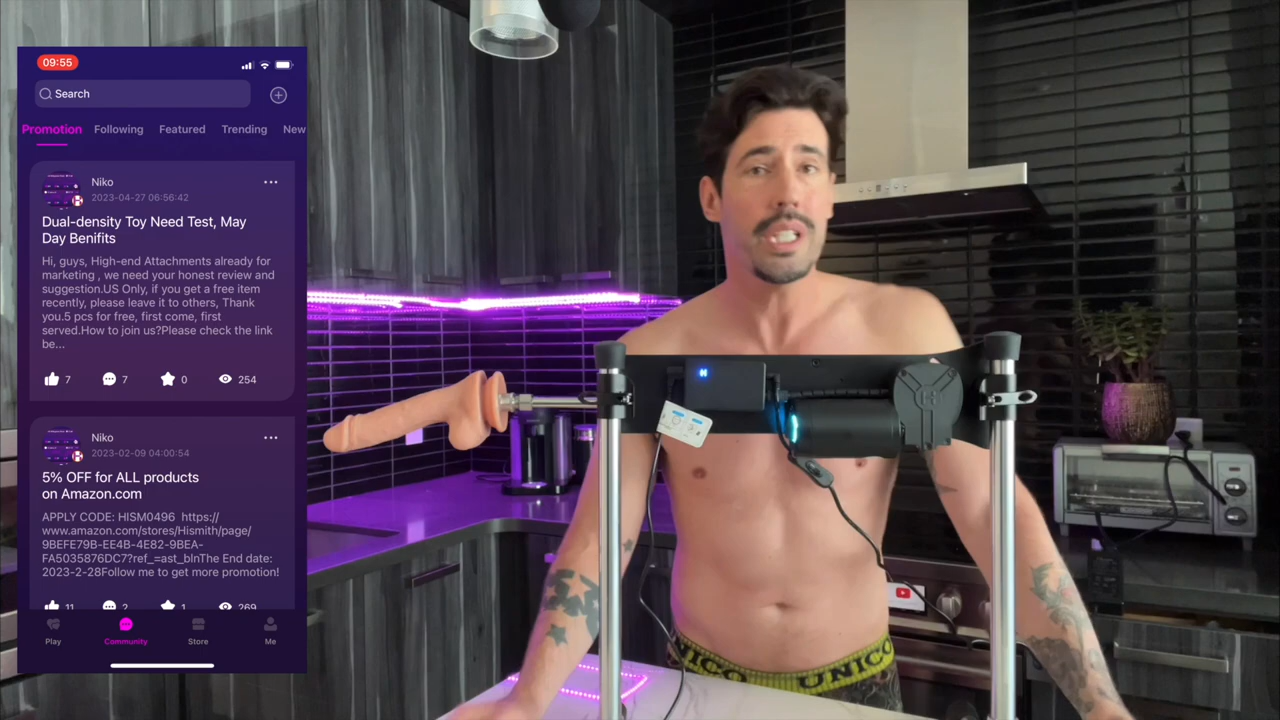 09:55
Search
Promotion Following Featured Trending New
Niko
2023-04-27 06:56:42
Dual-density Toy Need Test, May
Day Benifits
Hi, guys, High-end Attachments already for
marketing , we need your honest review and
suggestion.US Only, if you get a free item
recently, please leave it to others, Thank
you.5 pcs for free, first come, first
served.How to join us?Please check the link
be...
7 7 0 254
Niko
2023-02-09 04:00:54
5% OFF for ALL products
on Amazon.com
APPLY CODE: HISM0496 https://
www.amazon.com/stores/Hismith/page/
9BEFE79B-EE4B-4E82-9BEA-
FA5035876DC7?ref_=ast_blnThe End date:
2023-2-28Follow me to get more promotion!
11 2 1 269
Play Community Store Me
NICO UNICO